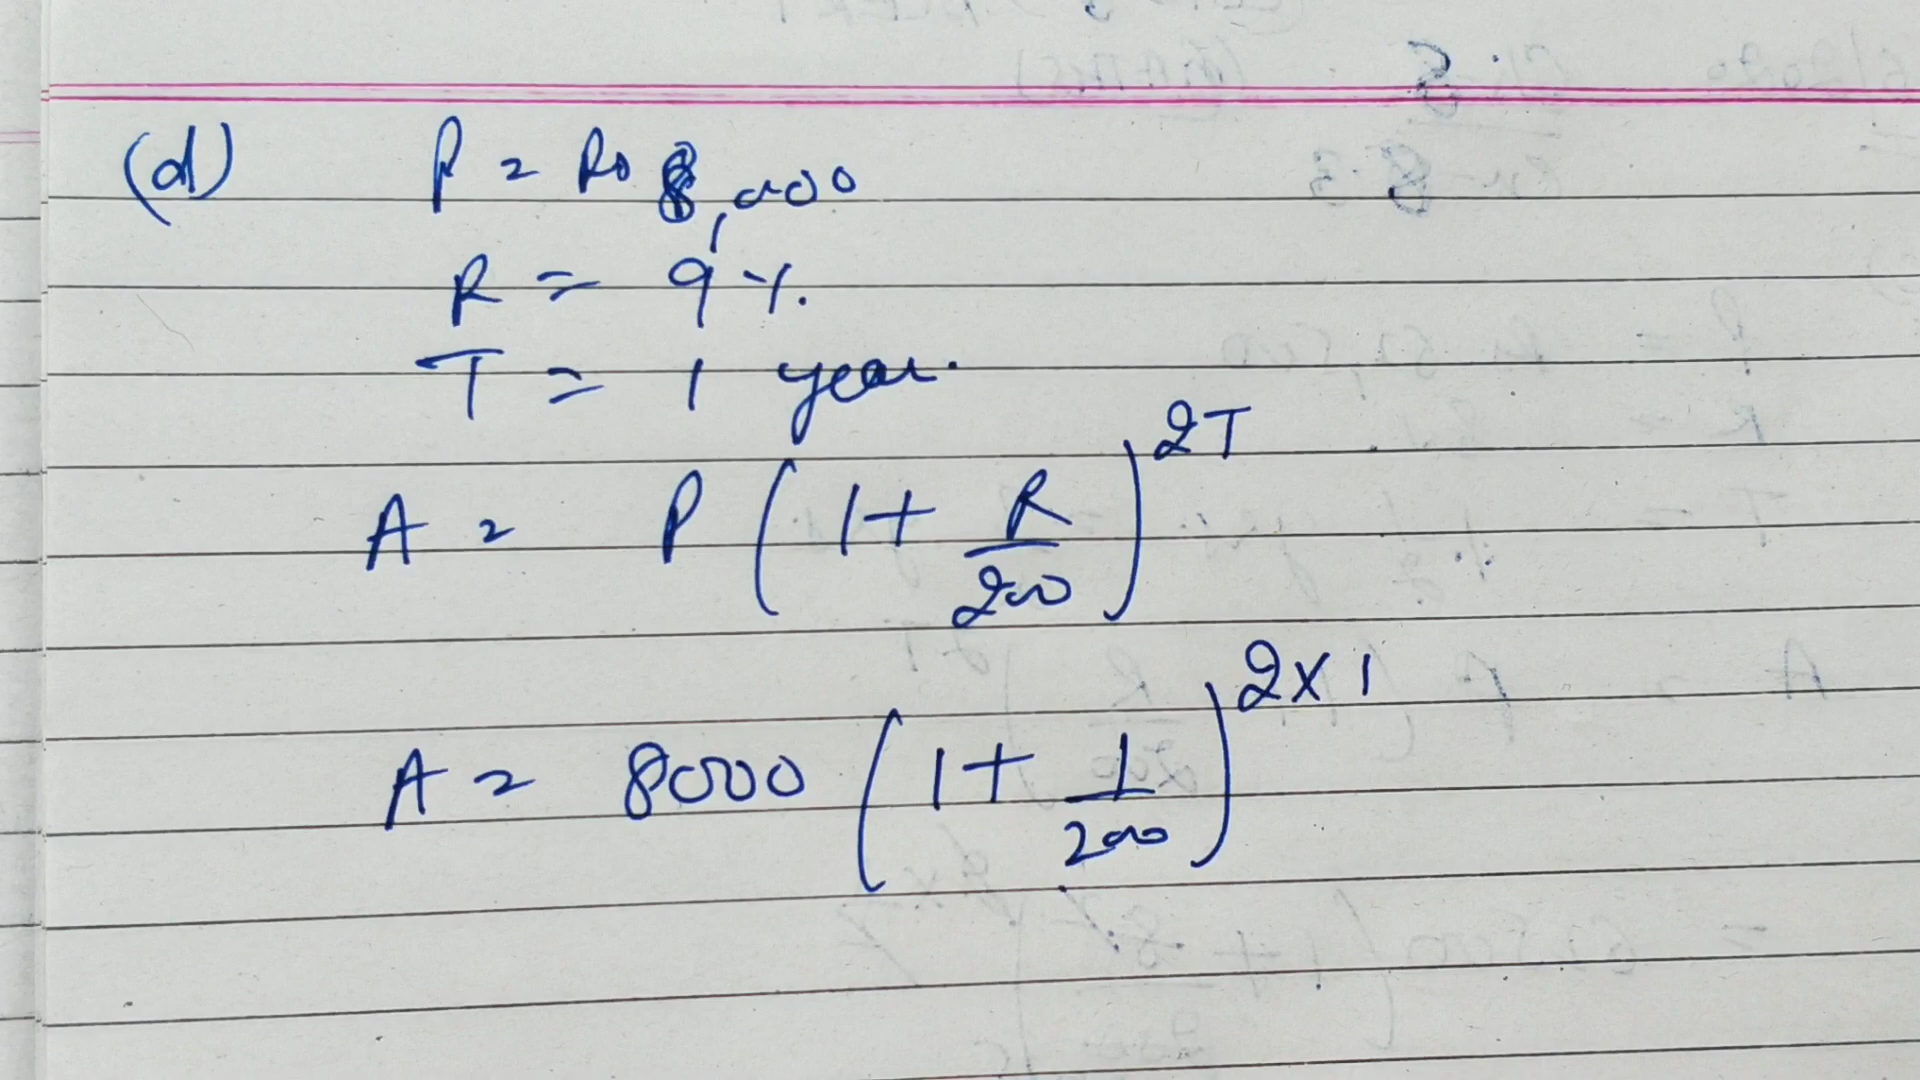 (d) P = Rs 8,000
R = 9 %.
T = 1 year.
A = P (1 + R/200)^2T
A = 8000 (1 + 1/200)^2×1